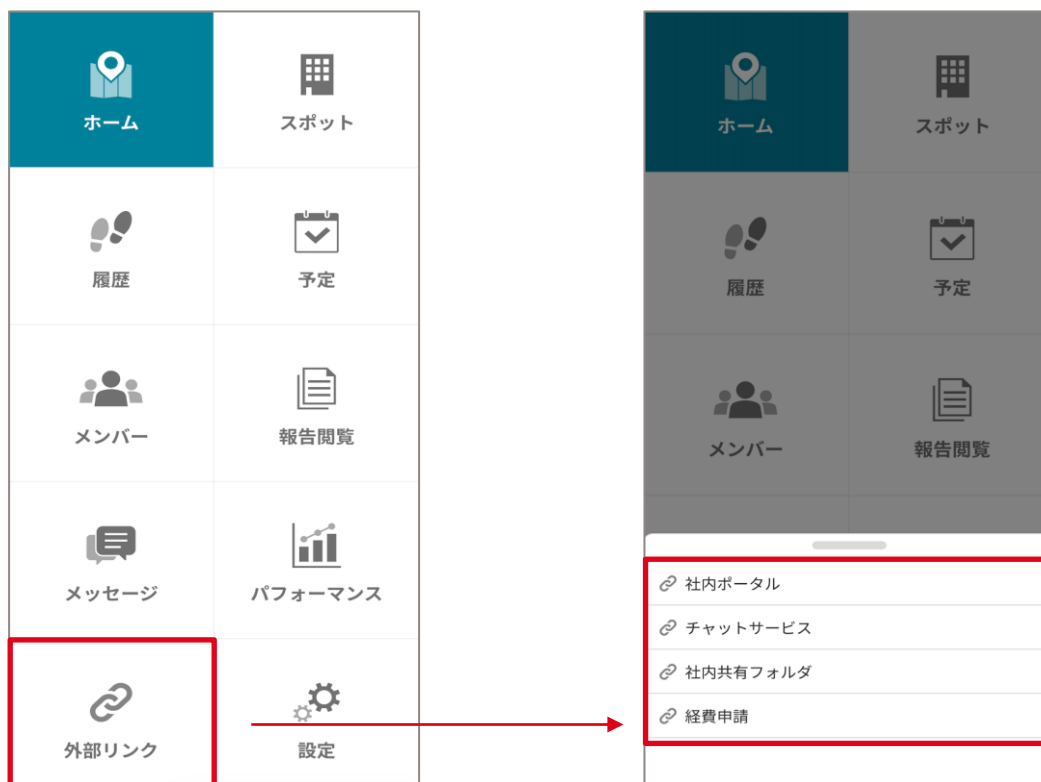 ホーム
スポット
履歴
予定
メンバー
報告閲覧
メッセージ
パフォーマンス
外部リンク
設定
ホーム
スポット
履歴
予定
メンバー
報告閲覧
社内ポータル
チャットサービス
社内共有フォルダ
経費申請